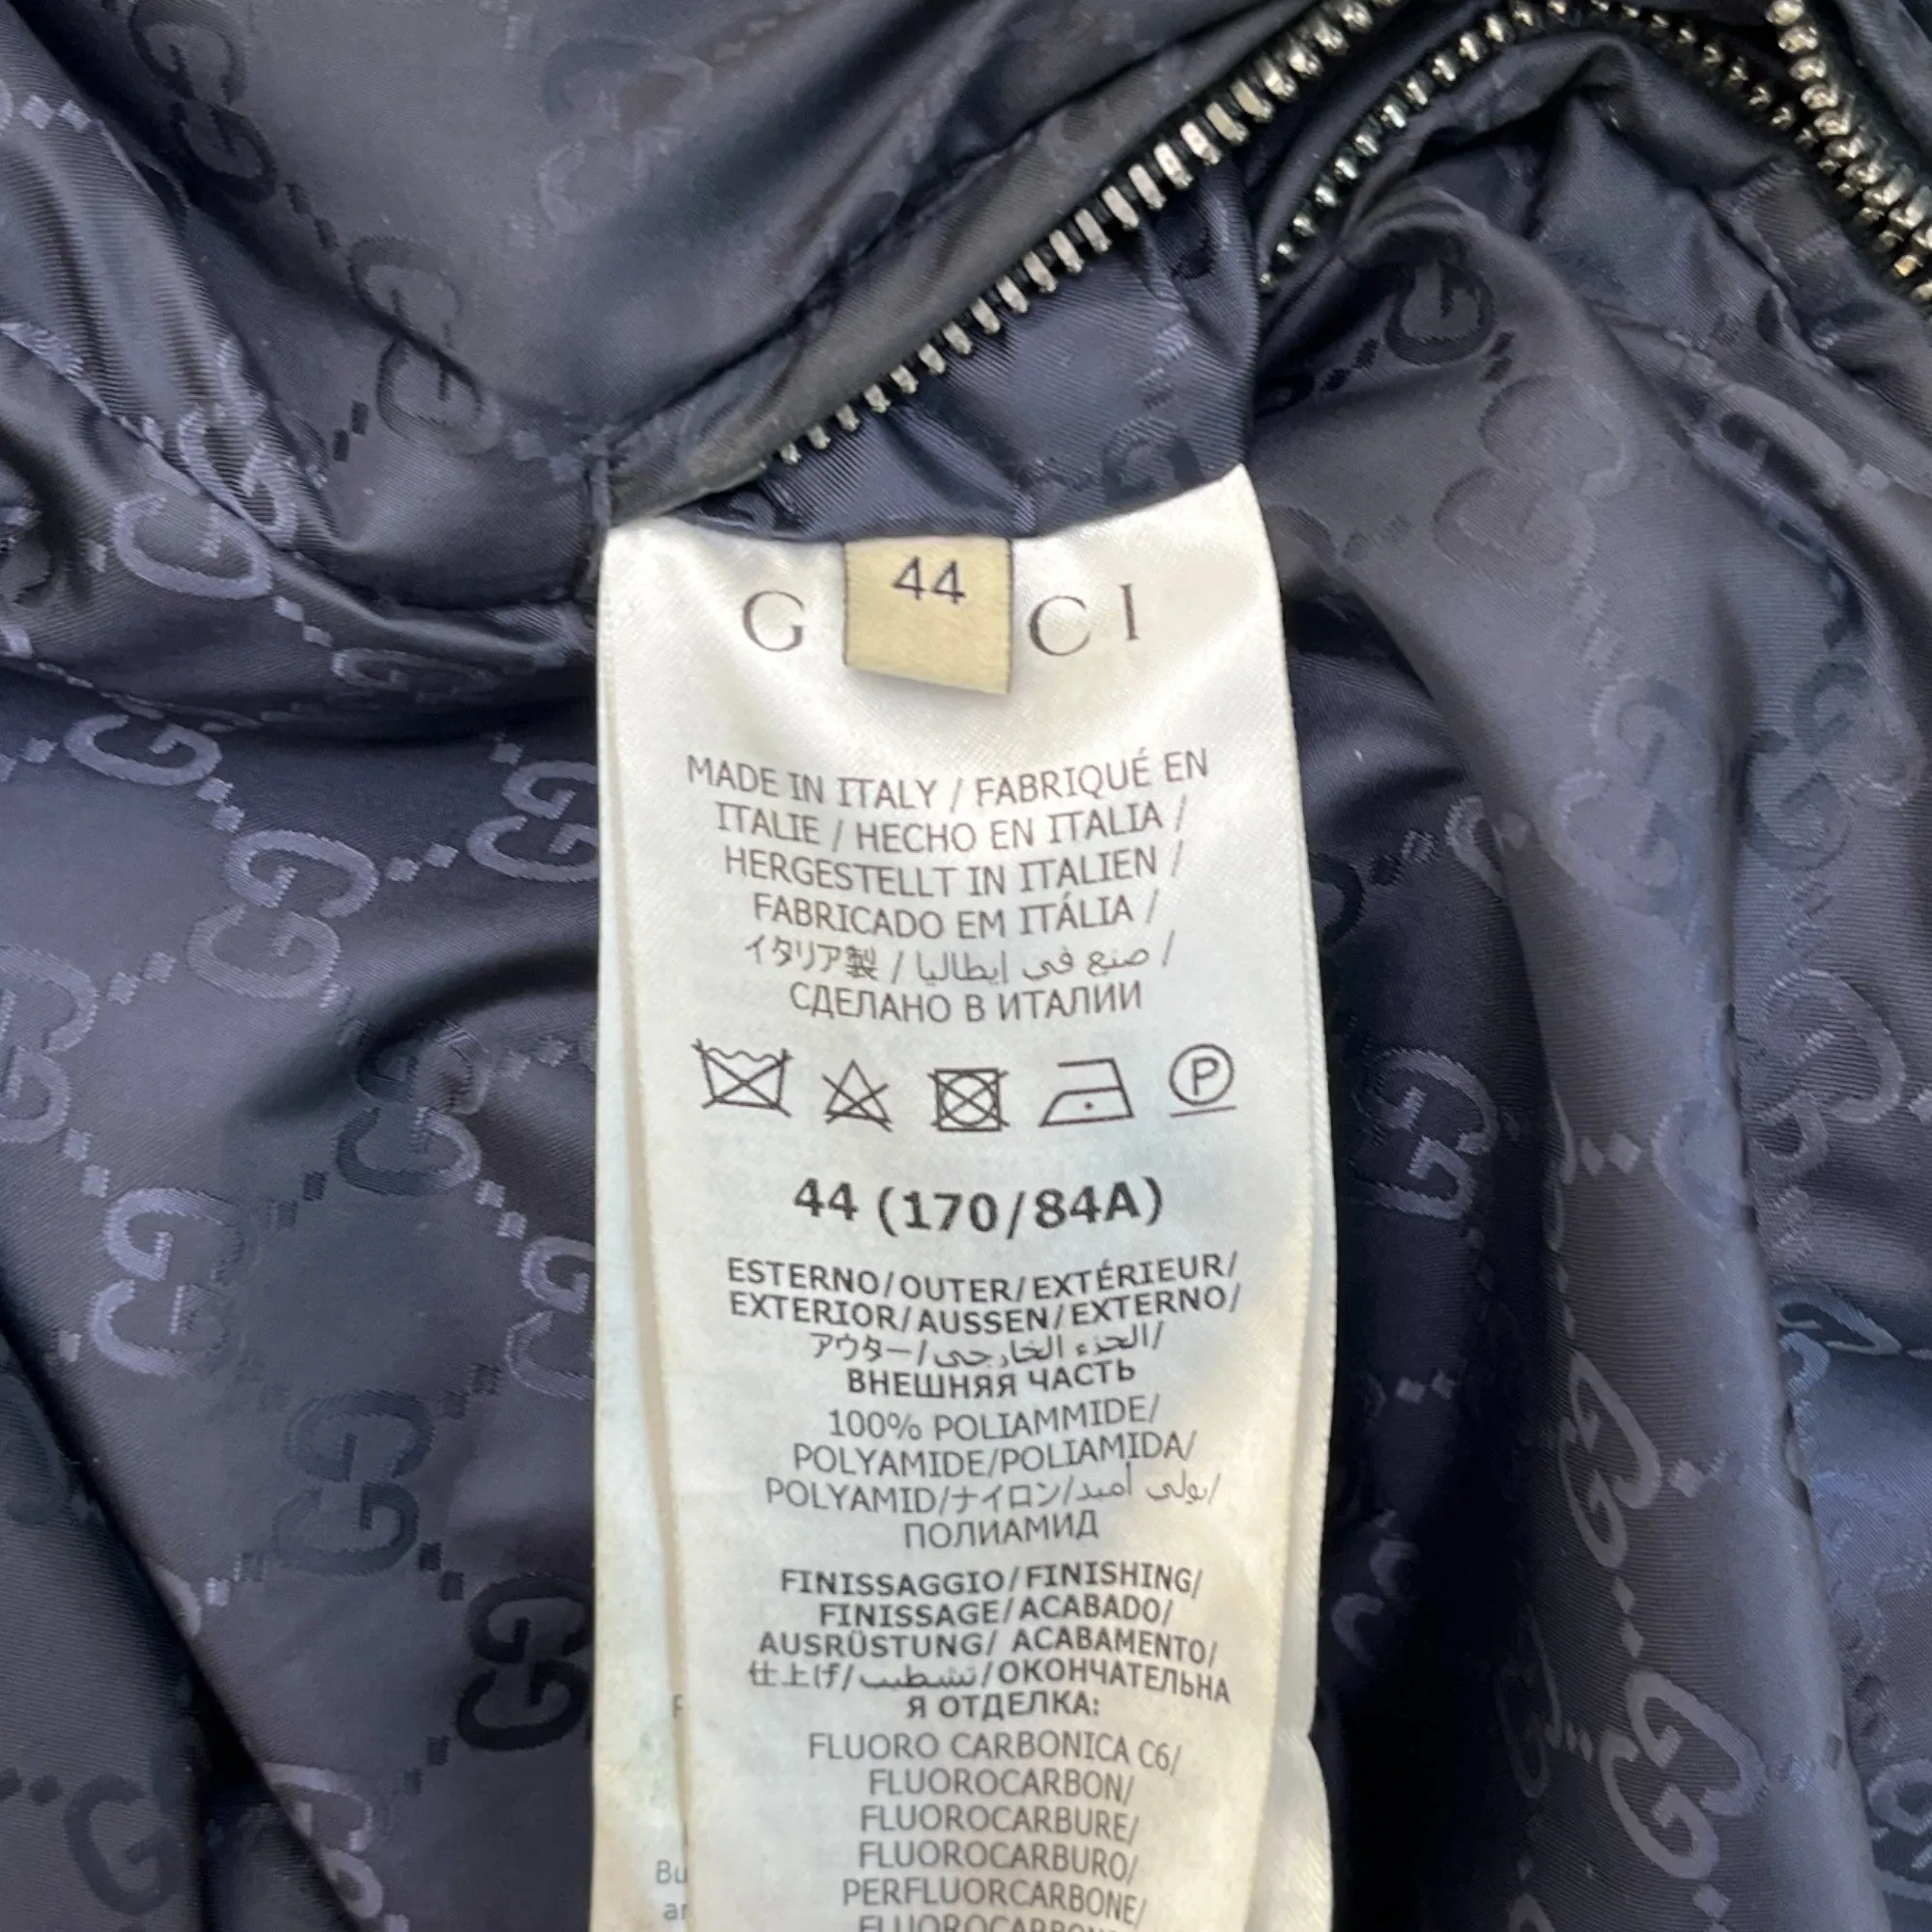 44
G CI
MADE IN ITALY / FABRIQUÉ EN
ITALIE / HECHO EN ITALIA /
HERGESTELLT IN ITALIEN /
FABRICADO EM ITÁLIA /
イタリア製 / صنع في إيطاليا /
СДЕЛАНО В ИТАЛИИ
P
44 (170/84A)
ESTERNO/OUTER/EXTÉRIEUR/
EXTERIOR/AUSSEN/EXTERNO/
アウター/الجزء الخارجي/
ВНЕШНЯЯ ЧАСТЬ
100% POLIAMMIDE/
POLYAMIDE/POLIAMIDA/
POLYAMID/ナイロン/بولي أميد/
ПОЛИАМИД
FINISSAGGIO/FINISHING/
FINISSAGE/ACABADO/
AUSRÜSTUNG/ ACABAMENTO/
仕上げ/تشطيب/ОКОНЧАТЕЛЬНА
Я ОТДЕЛКА:
FLUORO CARBONICA C6/
FLUOROCARBON/
FLUOROCARBURE/
FLUOROCARBURO/
PERFLUORCARBONE/